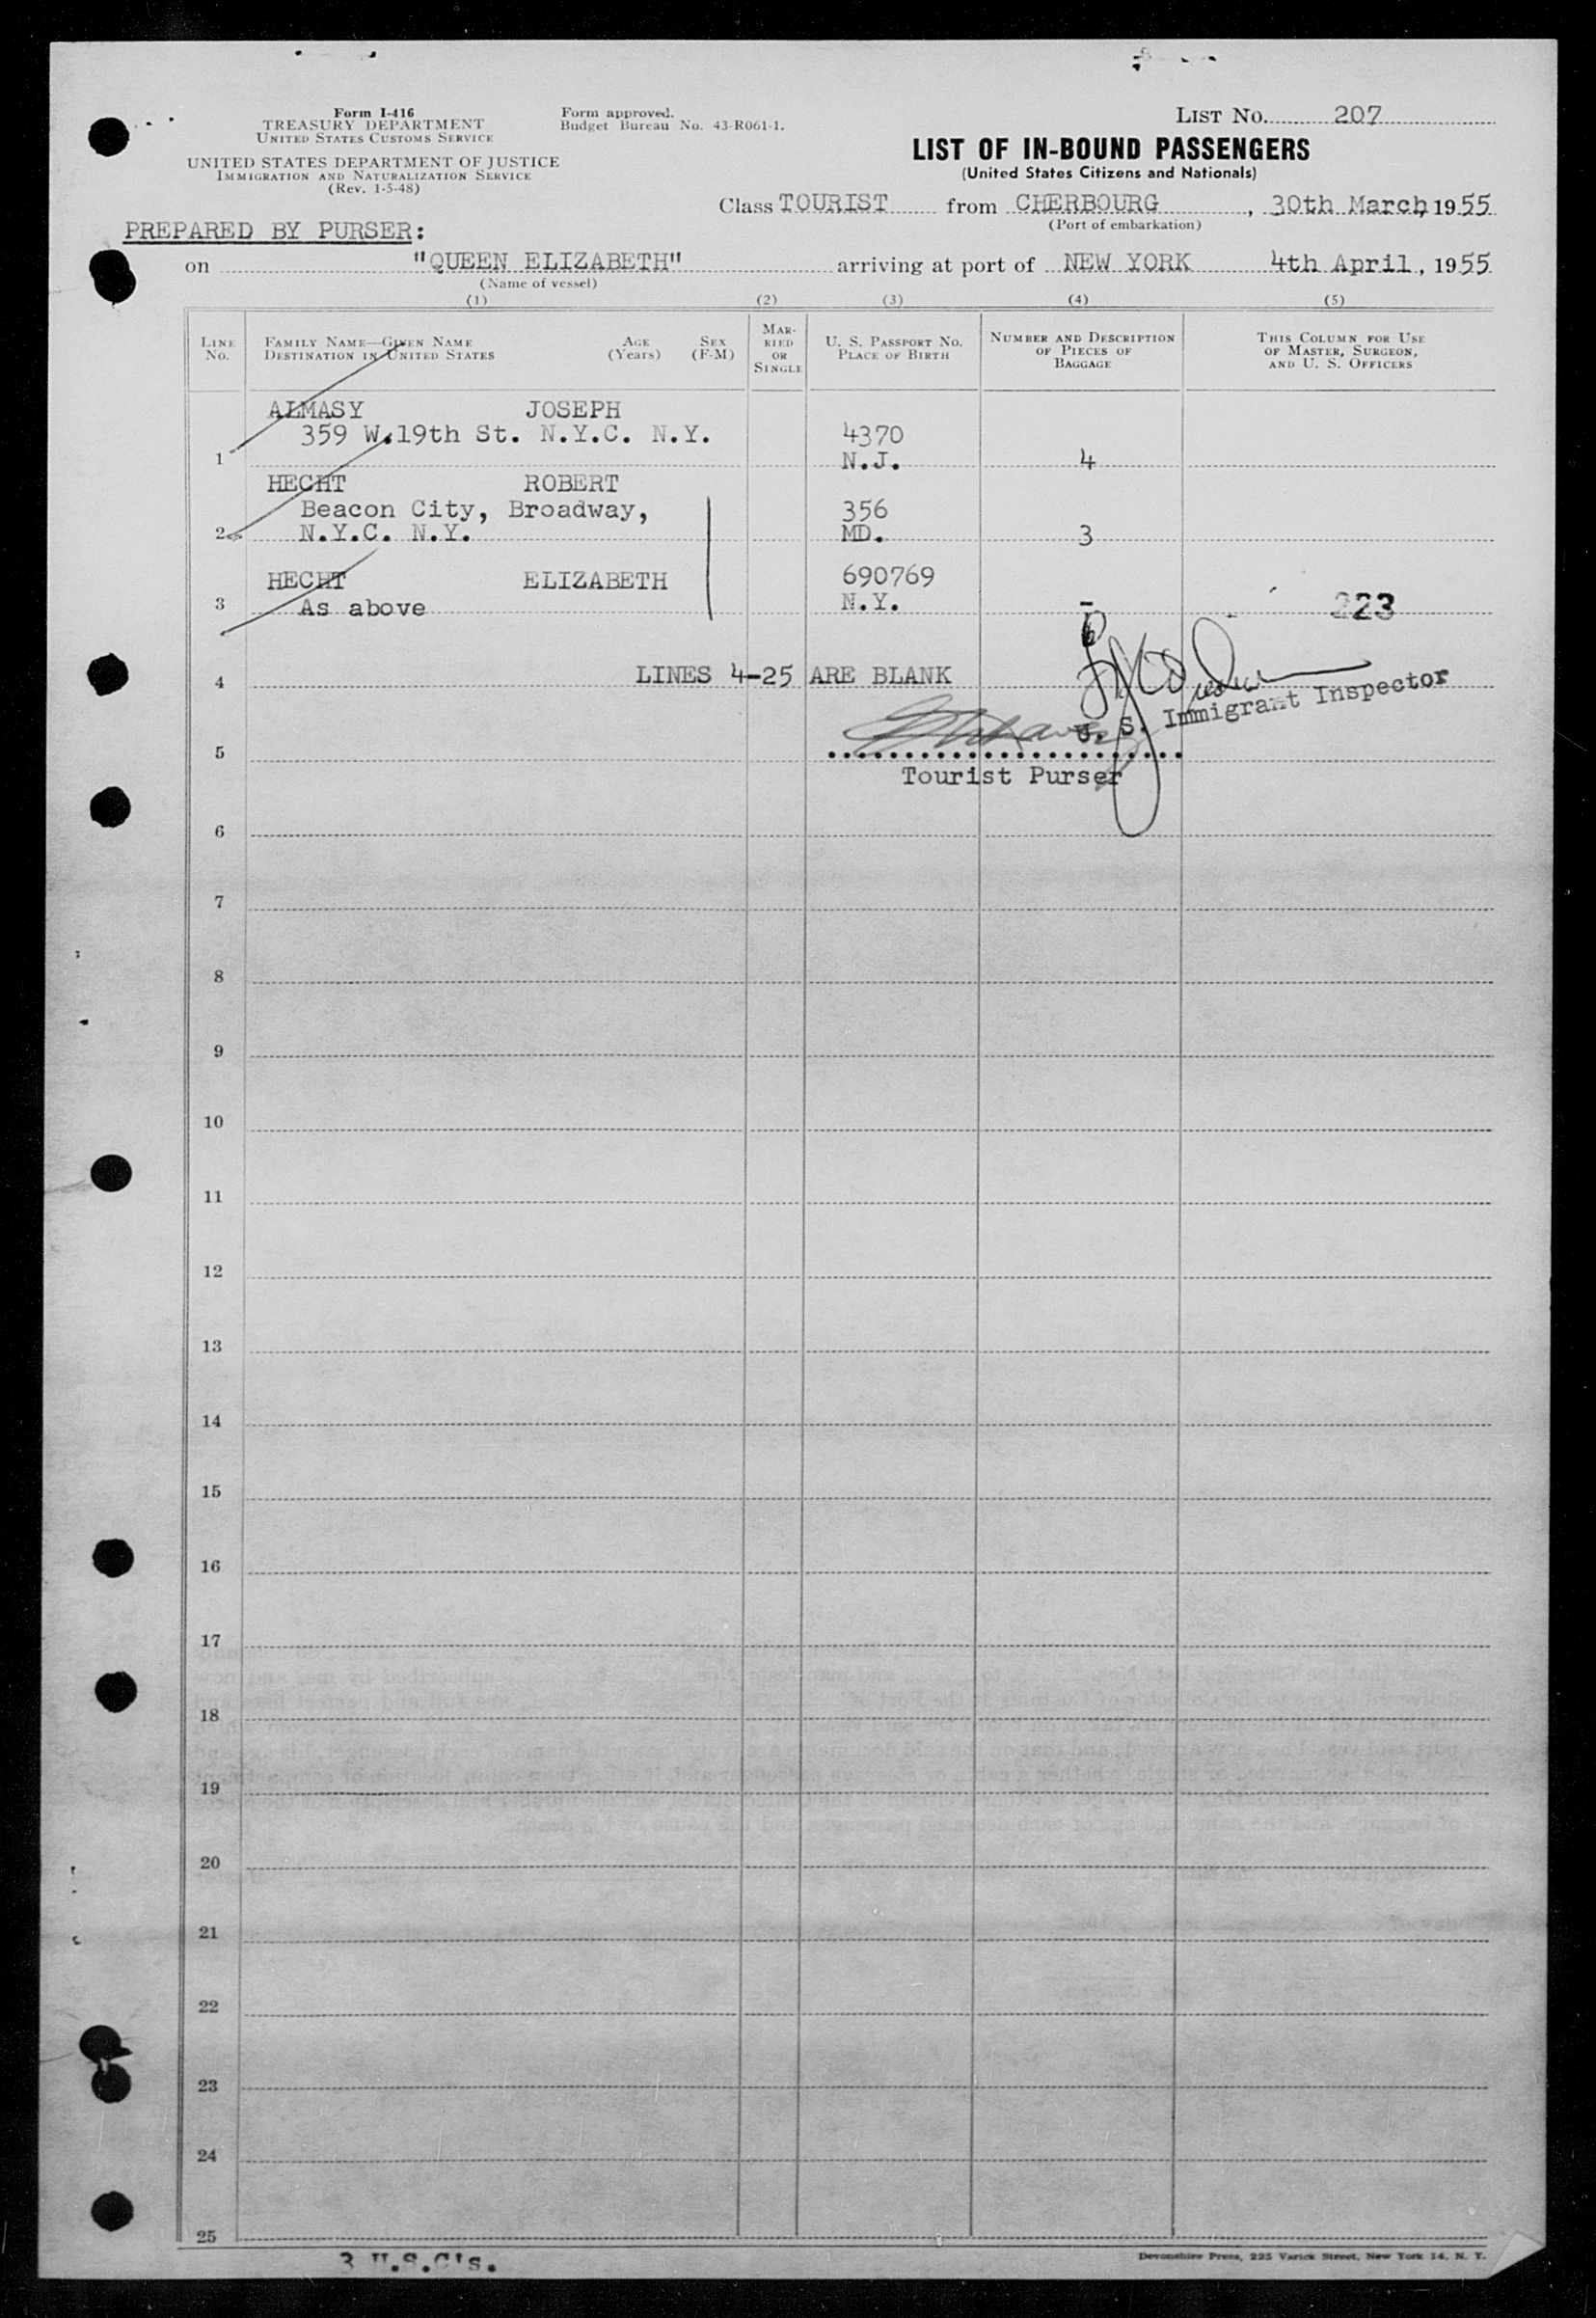 Form I-416
TREASURY DEPARTMENT
UNITED STATES CUSTOMS SERVICE
UNITED STATES DEPARTMENT OF JUSTICE
IMMIGRATION AND NATURALIZATION SERVICE
(Rev. 1-5-48)
Form approved.
Budget Bureau No. 43-R061-1.
LIST No. 207
LIST OF IN-BOUND PASSENGERS
(United States Citizens and Nationals)
Class TOURIST from CHERBOURG, 30th March, 1955
(Port of embarkation)
PREPARED BY PURSER:
on "QUEEN ELIZABETH" arriving at port of NEW YORK 4th April, 1955
(Name of vessel)
(1) (2) (3) (4) (5)
LINE No.
FAMILY NAME—GIVEN NAME
DESTINATION IN UNITED STATES
AGE (Years)
SEX (F-M)
MARRIED OR SINGLE
U. S. PASSPORT No.
PLACE OF BIRTH
NUMBER AND DESCRIPTION OF PIECES OF BAGGAGE
THIS COLUMN FOR USE OF MASTER, SURGEON, AND U. S. OFFICERS
ALMASY JOSEPH
359 W.19th St. N.Y.C. N.Y. 4370
1 N.J. 4
HECHT ROBERT
Beacon City, Broadway, 356
2 N.Y.C. N.Y. MD. 3
HECHT ELIZABETH 690769
3 As above N.Y. - 223
4 LINES 4-25 ARE BLANK
U. S. Immigrant Inspector
5
Tourist Purser
6
7
8
9
10
11
12
13
14
15
16
17
18
19
20
21
22
23
24
25
3 U.S.C's.
Devonshire Press, 225 Varick Street, New York 14, N. Y.